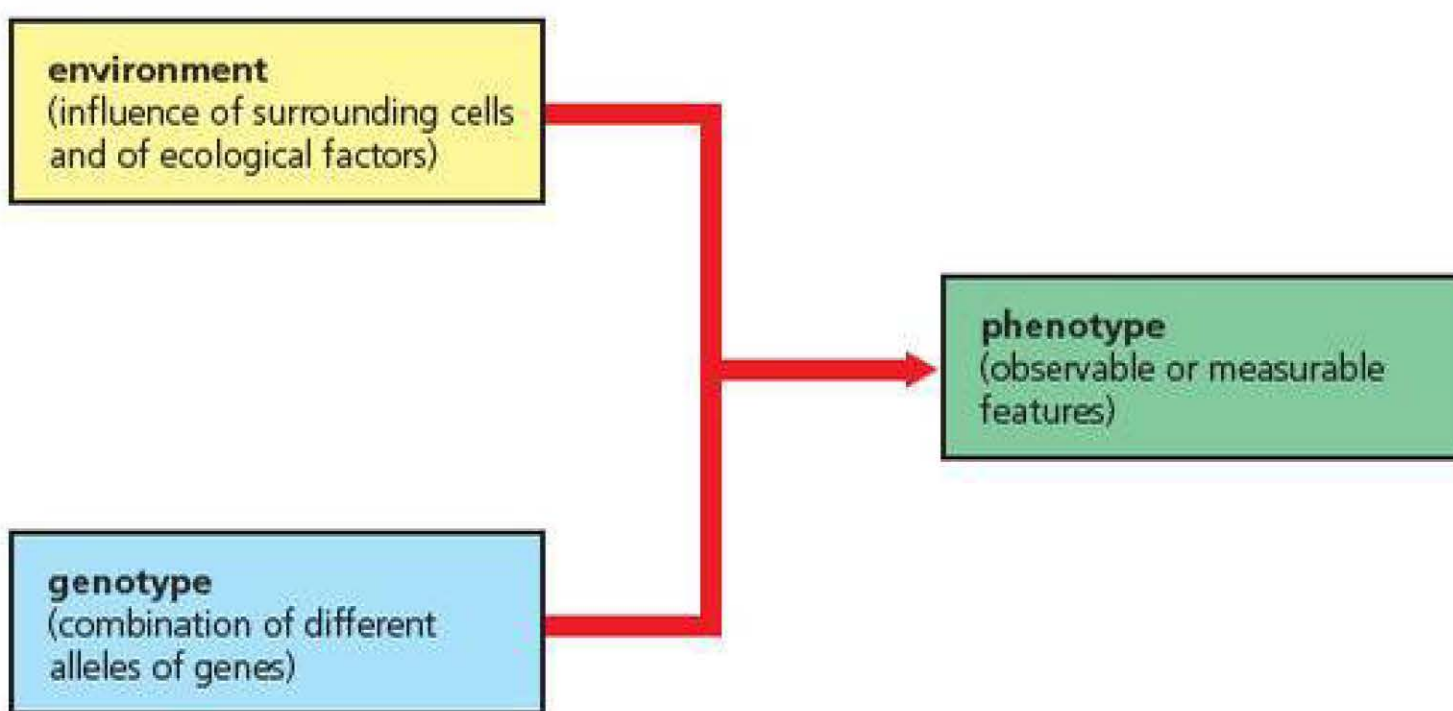 environment
(influence of surrounding cells
and of ecological factors)
phenotype
(observable or measurable
features)
genotype
(combination of different
alleles of genes)